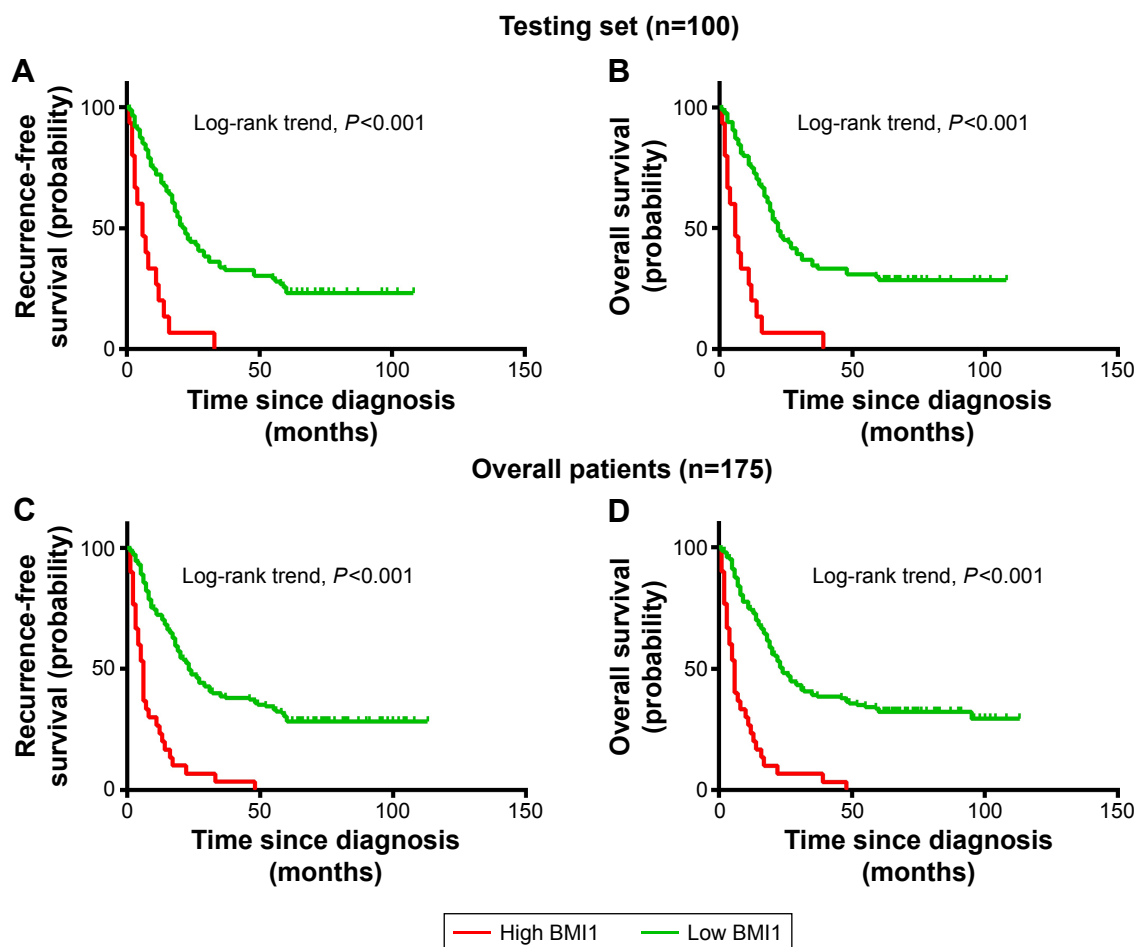 Testing set (n=100)
A
Recurrence-free
survival (probability)
100
50
0
Log-rank trend, P<0.001
0 50 100 150
Time since diagnosis
(months)
B
Overall survival
(probability)
100
50
0
Log-rank trend, P<0.001
0 50 100 150
Time since diagnosis
(months)
Overall patients (n=175)
C
Recurrence-free
survival (probability)
100
50
0
Log-rank trend, P<0.001
0 50 100 150
Time since diagnosis
(months)
D
Overall survival
(probability)
100
50
0
Log-rank trend, P<0.001
0 50 100 150
Time since diagnosis
(months)
High BMI1 Low BMI1